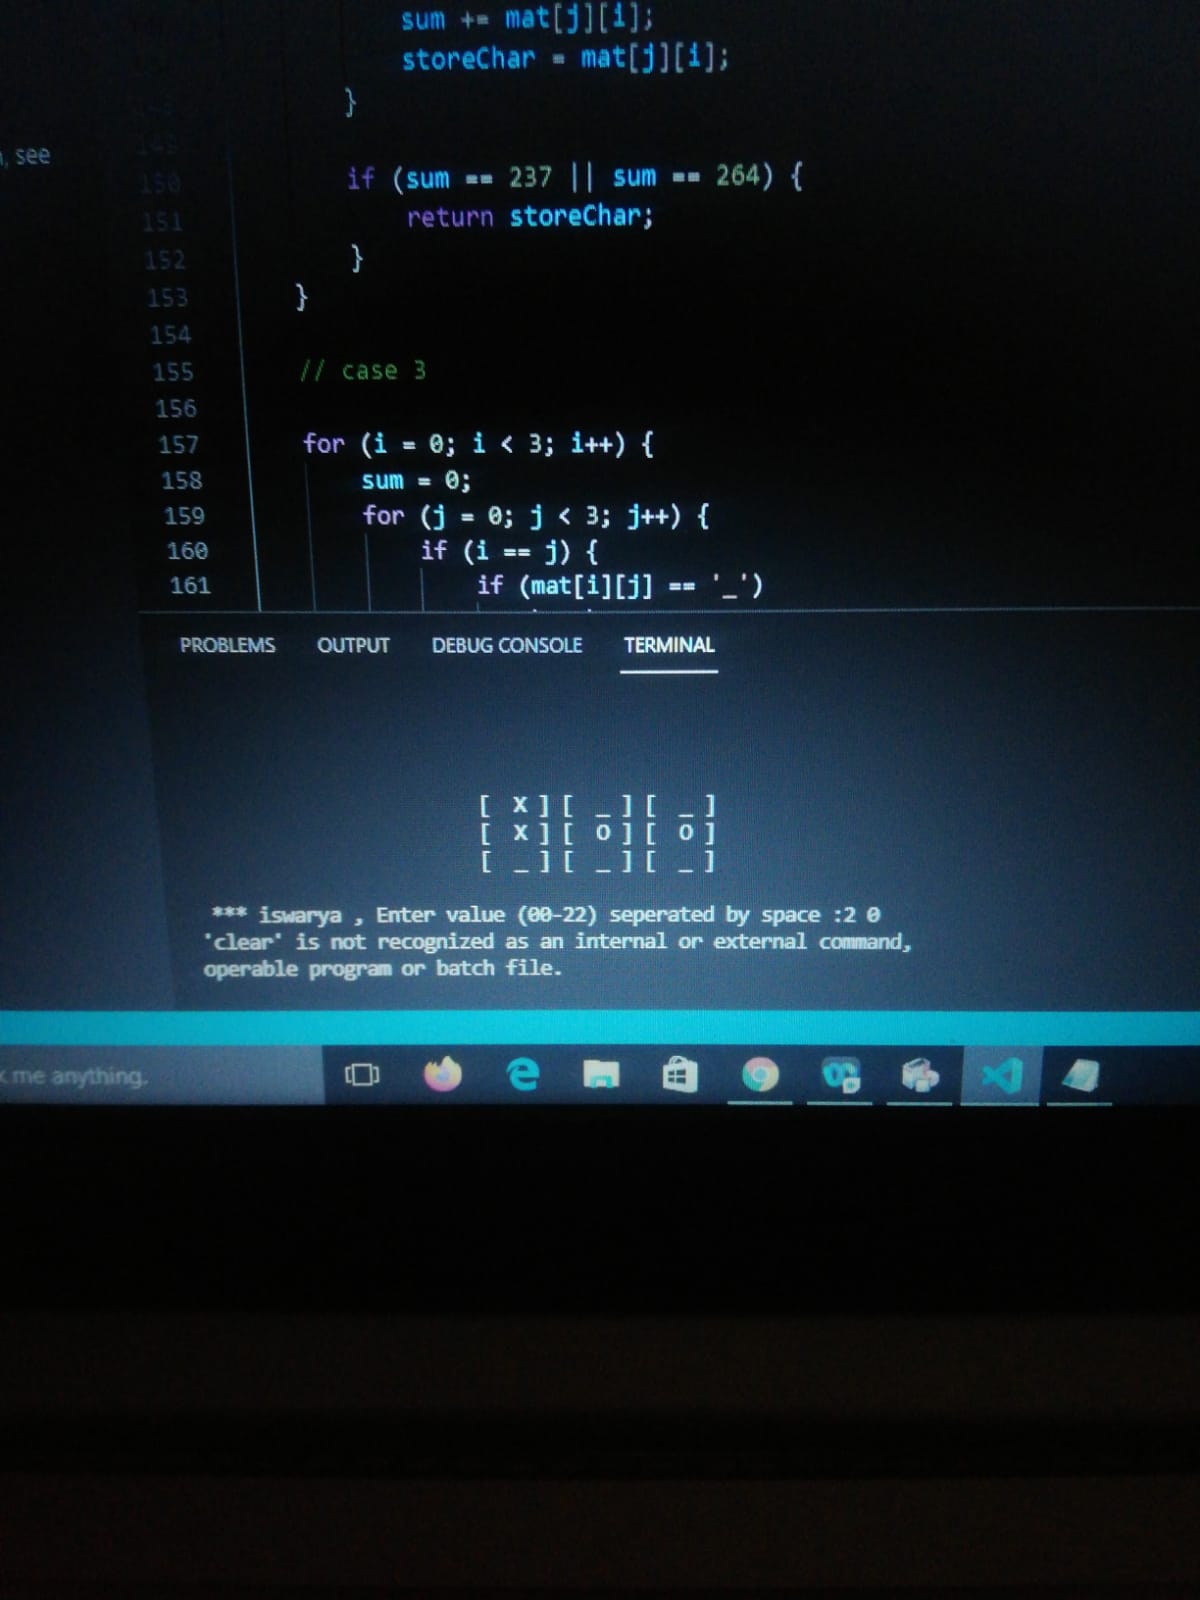 sum += mat[j][i];
storeChar = mat[j][i];
}
149
, see
150 if (sum == 237 || sum == 264) {
151 return storeChar;
152 }
153 }
154
155 // case 3
156
157 for (i = 0; i < 3; i++) {
158 sum = 0;
159 for (j = 0; j < 3; j++) {
160 if (i == j) {
161 if (mat[i][j] == '_')
PROBLEMS OUTPUT DEBUG CONSOLE TERMINAL
[ X ][ _ ][ _ ]
[ X ][ O ][ O ]
[ _ ][ _ ][ _ ]
*** iswarya , Enter value (00-22) seperated by space :2 0
'clear' is not recognized as an internal or external command,
operable program or batch file.
me anything.